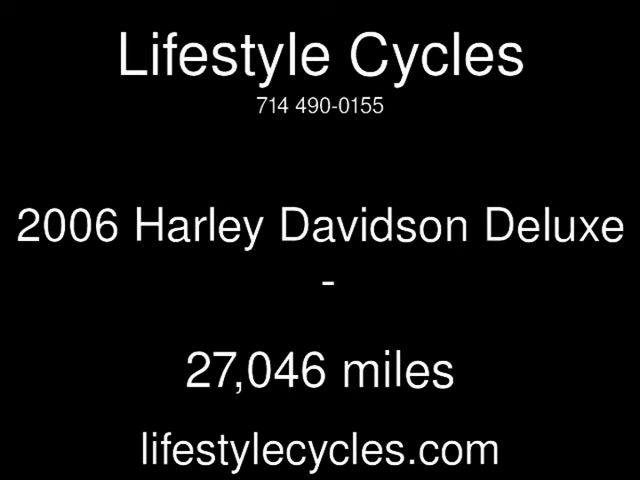 Lifestyle Cycles
714 490-0155
2006 Harley Davidson Deluxe
-
27,046 miles
lifestylecycles.com